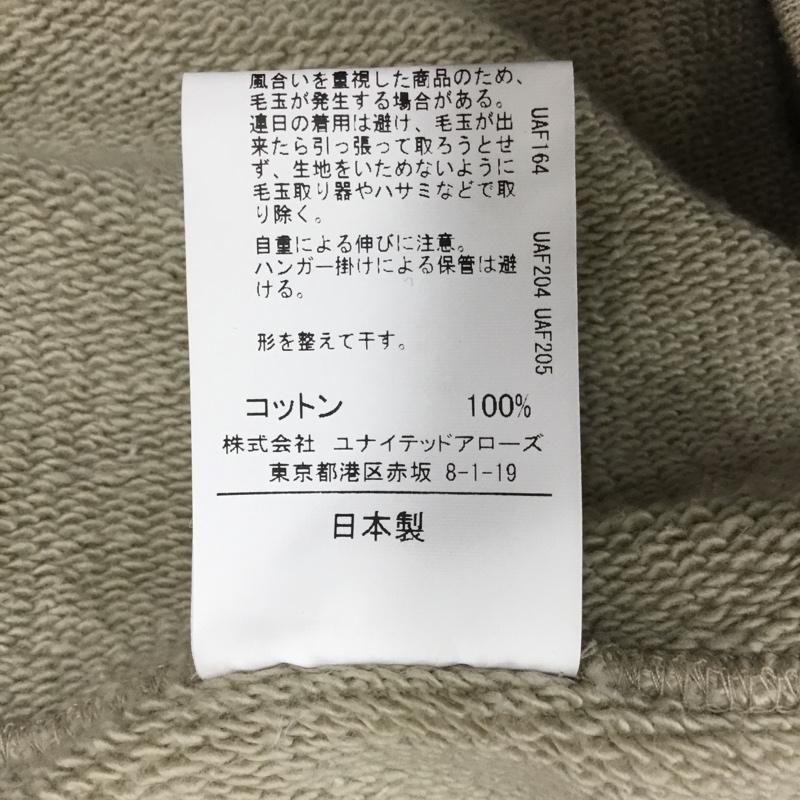 風合いを重視した商品のため、
毛玉が発生する場合がある。
連日の着用は避け、毛玉が出
来たら引っ張って取ろうとせ
ず、生地をいためないように
毛玉取り器やハサミなどで取
り除く。
自重による伸びに注意。
ハンガー掛けによる保管は避
ける。
形を整えて干す。
コットン 100%
株式会社 ユナイテッドアローズ
東京都港区赤坂 8-1-19
日本製
UAF164 UAF204 UAF205